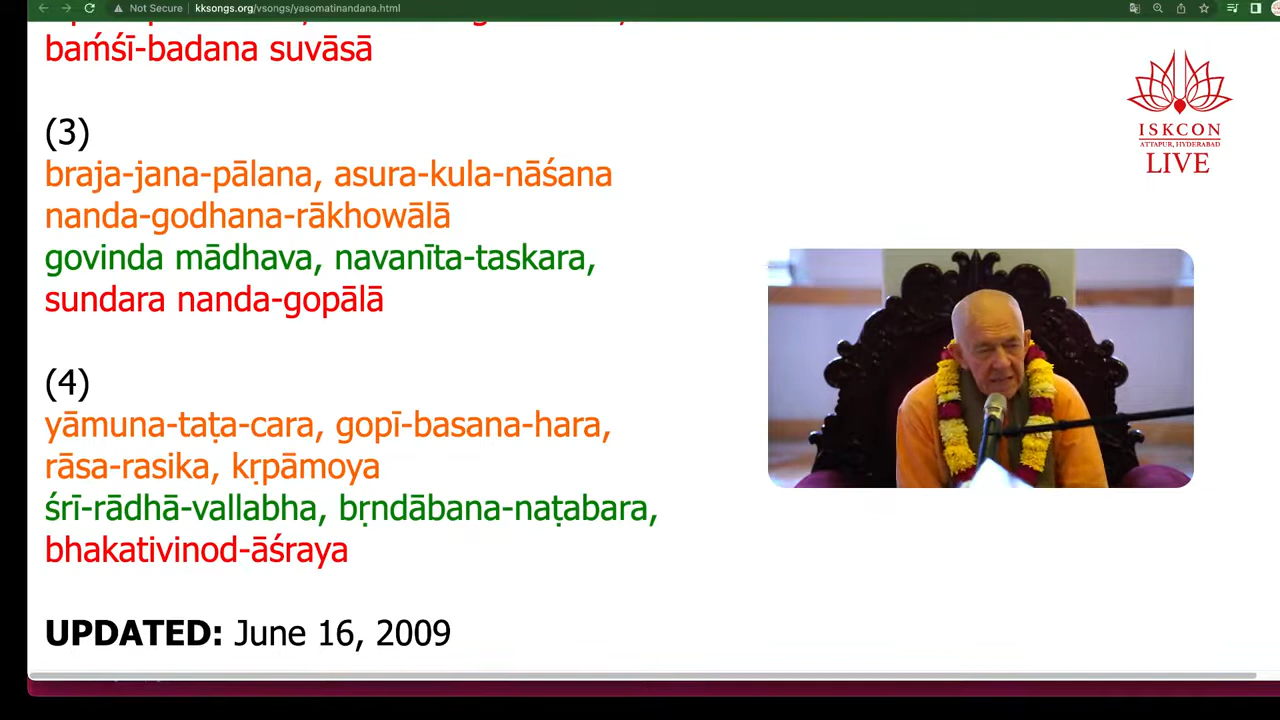 Not Secure
kksongs.org/vsongs/yasomatinandana.html
baḿśī-badana suvāsā
(3)
braja-jana-pālana, asura-kula-nāśana
nanda-godhana-rākhowālā
govinda mādhava, navanīta-taskara,
sundara nanda-gopālā
(4)
yāmuna-taṭa-cara, gopī-basana-hara,
rāsa-rasika, kṛpāmoya
śrī-rādhā-vallabha, bṛndābana-naṭabara,
bhakativinod-āśraya
UPDATED: June 16, 2009
ISKCON
ATTAPUR, HYDERABAD
LIVE